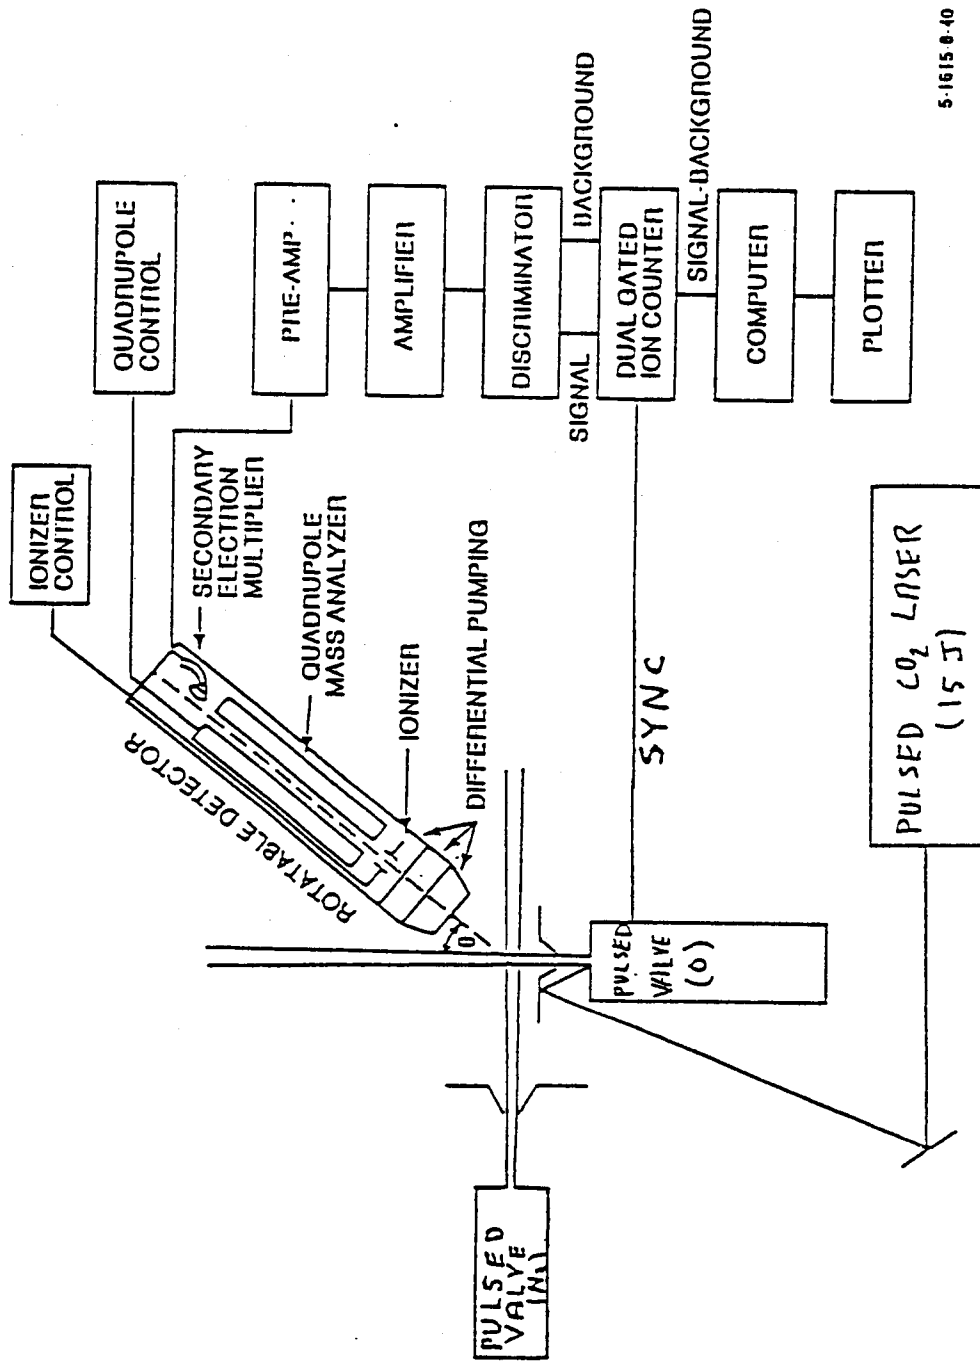 IONIZER
CONTROL
QUADRUPOLE
CONTROL
SECONDARY
ELECTRON
MULTIPLIER
PRE-AMP
ROTATABLE DETECTOR
QUADRUPOLE
MASS ANALYZER
AMPLIFIER
IONIZER
DIFFERENTIAL PUMPING
DISCRIMINATOR
SIGNAL
BACKGROUND
θ
PULSED
VALVE
(N₂)
DUAL GATED
ION COUNTER
SYNC
SIGNAL-BACKGROUND
PULSED
VALVE
(O)
COMPUTER
PLOTTER
PULSED CO₂ LASER
(15 J)
5-1615-8-40